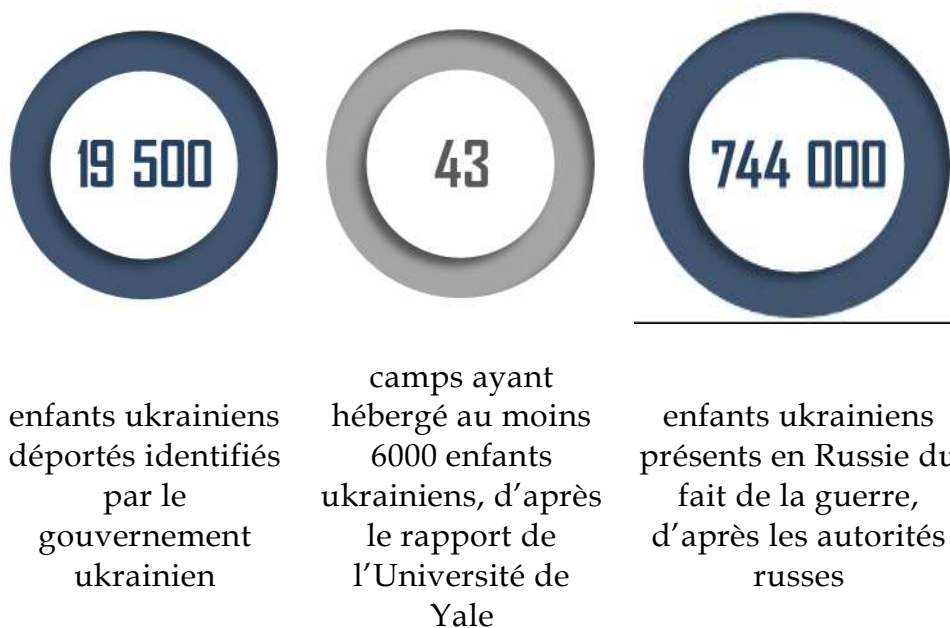 19 500
43
744 000
enfants ukrainiens
déportés identifiés
par le
gouvernement
ukrainien
camps ayant
hébergé au moins
6000 enfants
ukrainiens, d’après
le rapport de
l’Université de
Yale
enfants ukrainiens
présents en Russie du
fait de la guerre,
d’après les autorités
russes